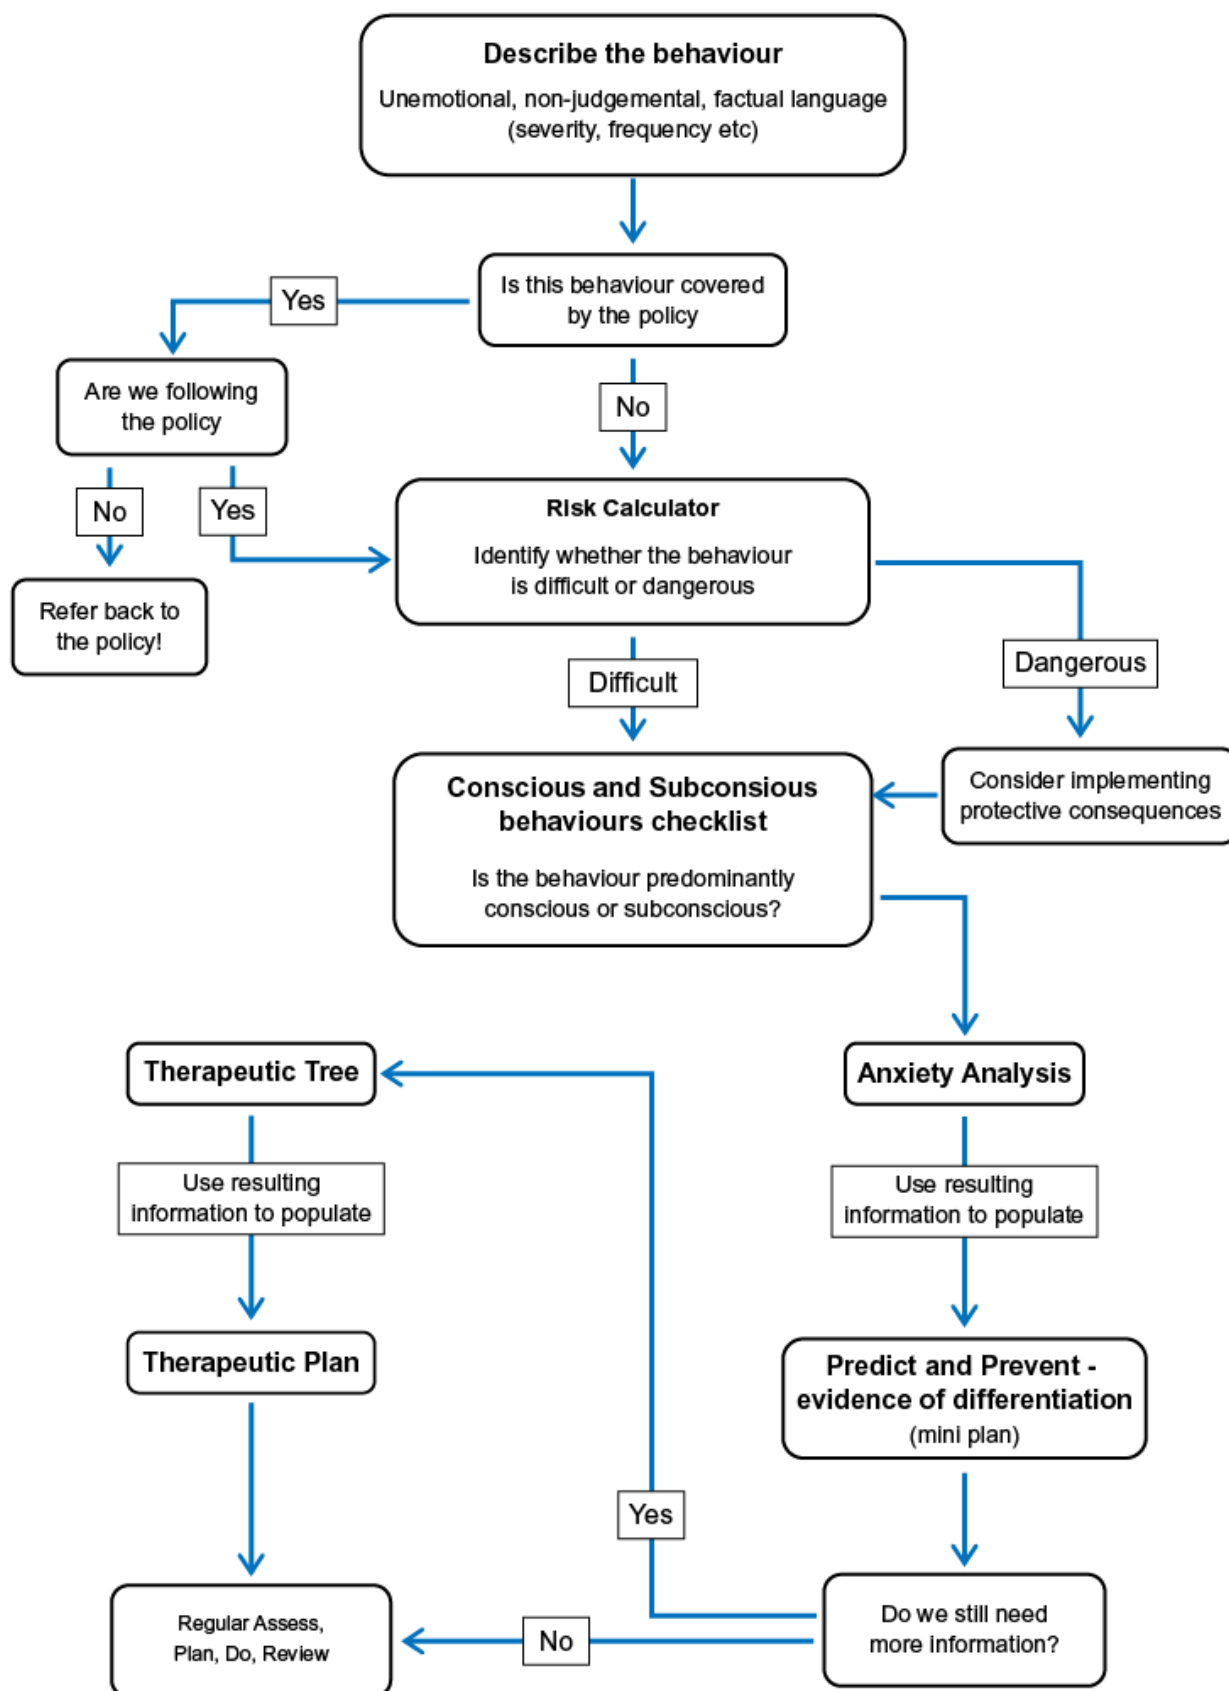 Describe the behaviour
Unemotional, non-judgemental, factual language
(severity, frequency etc)
Is this behaviour covered
by the policy
Yes
Are we following
the policy
No
No
Yes
Refer back to
the policy!
RIsk Calculator
Identify whether the behaviour
is difficult or dangerous
Difficult
Dangerous
Consider implementing
protective consequences
Conscious and Subconsious
behaviours checklist
Is the behaviour predominantly
conscious or subconscious?
Anxiety Analysis
Use resulting
information to populate
Predict and Prevent -
evidence of differentiation
(mini plan)
Do we still need
more information?
Yes
No
Therapeutic Tree
Use resulting
information to populate
Therapeutic Plan
Regular Assess,
Plan, Do, Review